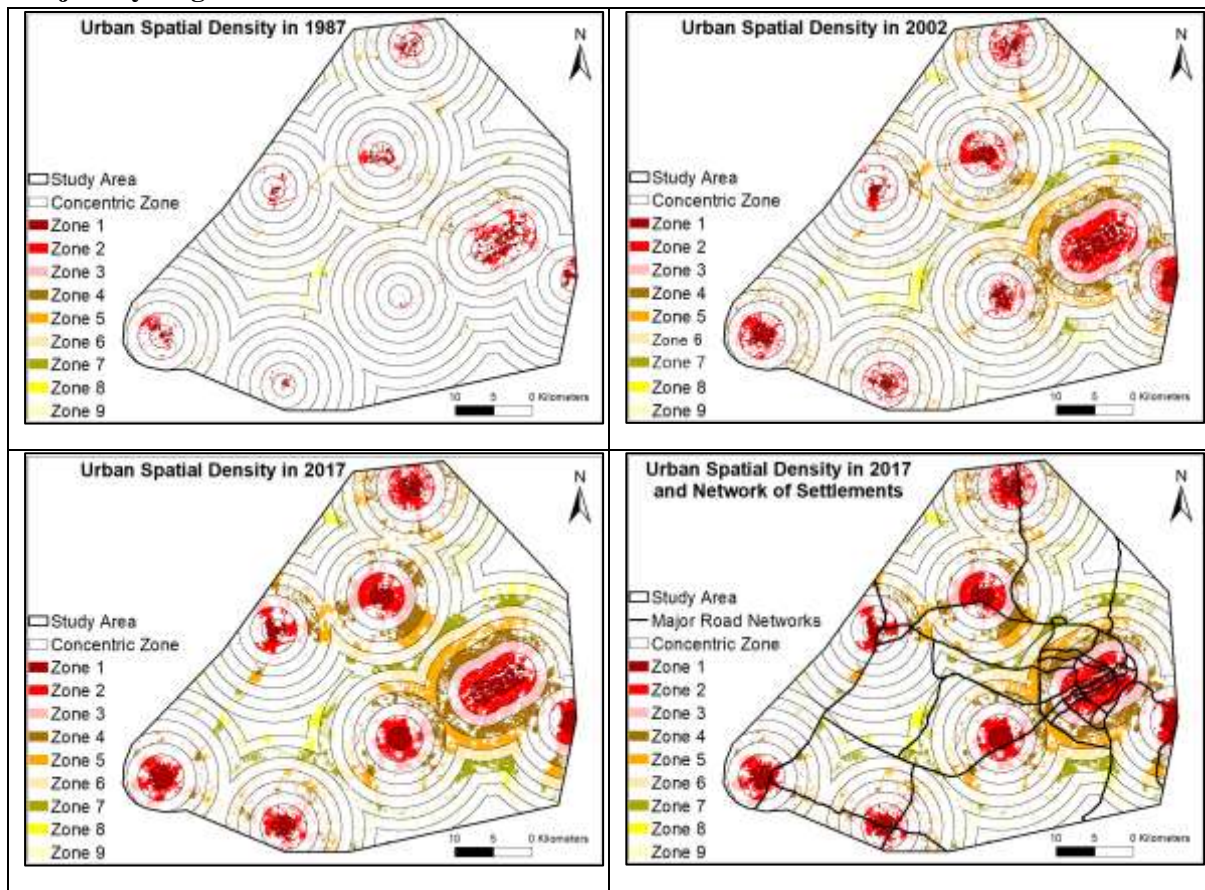 Urban Spatial Density in 1987
N
Study Area
Concentric Zone
Zone 1
Zone 2
Zone 3
Zone 4
Zone 5
Zone 6
Zone 7
Zone 8
Zone 9
10 5 0 Kilometers
Urban Spatial Density in 2002
N
Study Area
Concentric Zone
Zone 1
Zone 2
Zone 3
Zone 4
Zone 5
Zone 6
Zone 7
Zone 8
Zone 9
10 5 0 Kilometers
Urban Spatial Density in 2017
N
Study Area
Concentric Zone
Zone 1
Zone 2
Zone 3
Zone 4
Zone 5
Zone 6
Zone 7
Zone 8
Zone 9
10 5 0 Kilometers
Urban Spatial Density in 2017
and Network of Settlements
N
Study Area
Major Road Networks
Concentric Zone
Zone 1
Zone 2
Zone 3
Zone 4
Zone 5
Zone 6
Zone 7
Zone 8
Zone 9
10 5 0 Kilometers